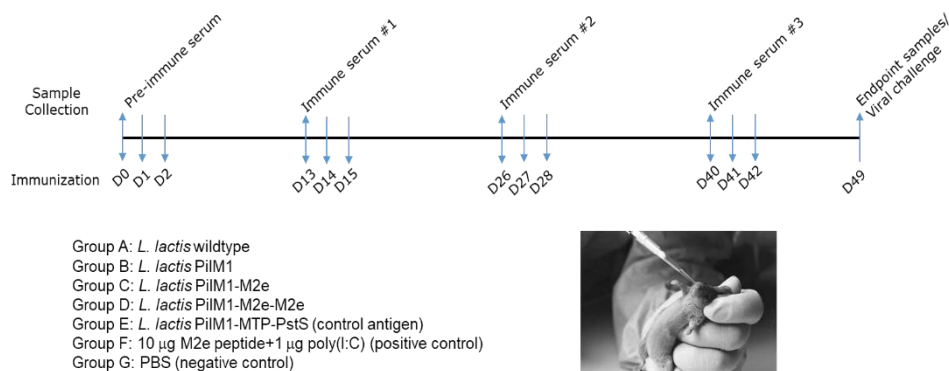 Pre-immune serum
Immune serum #1
Immune serum #2
Immune serum #3
Endpoint samples/
Viral challenge
Sample
Collection
Immunization
D0
D1
D2
D13
D14
D15
D26
D27
D28
D40
D41
D42
D49
Group A: L. lactis wildtype
Group B: L. lactis PilM1
Group C: L. lactis PilM1-M2e
Group D: L. lactis PilM1-M2e-M2e
Group E: L. lactis PilM1-MTP-PstS (control antigen)
Group F: 10 µg M2e peptide+1 µg poly(I:C) (positive control)
Group G: PBS (negative control)